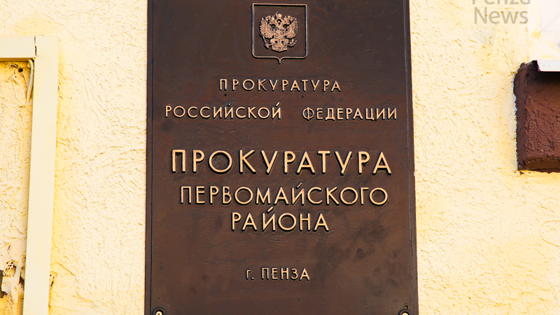 Penza
News
ПРОКУРАТУРА
РОССИЙСКОЙ ФЕДЕРАЦИИ
ПРОКУРАТУРА
ПЕРВОМАЙСКОГО
РАЙОНА
г. ПЕНЗА